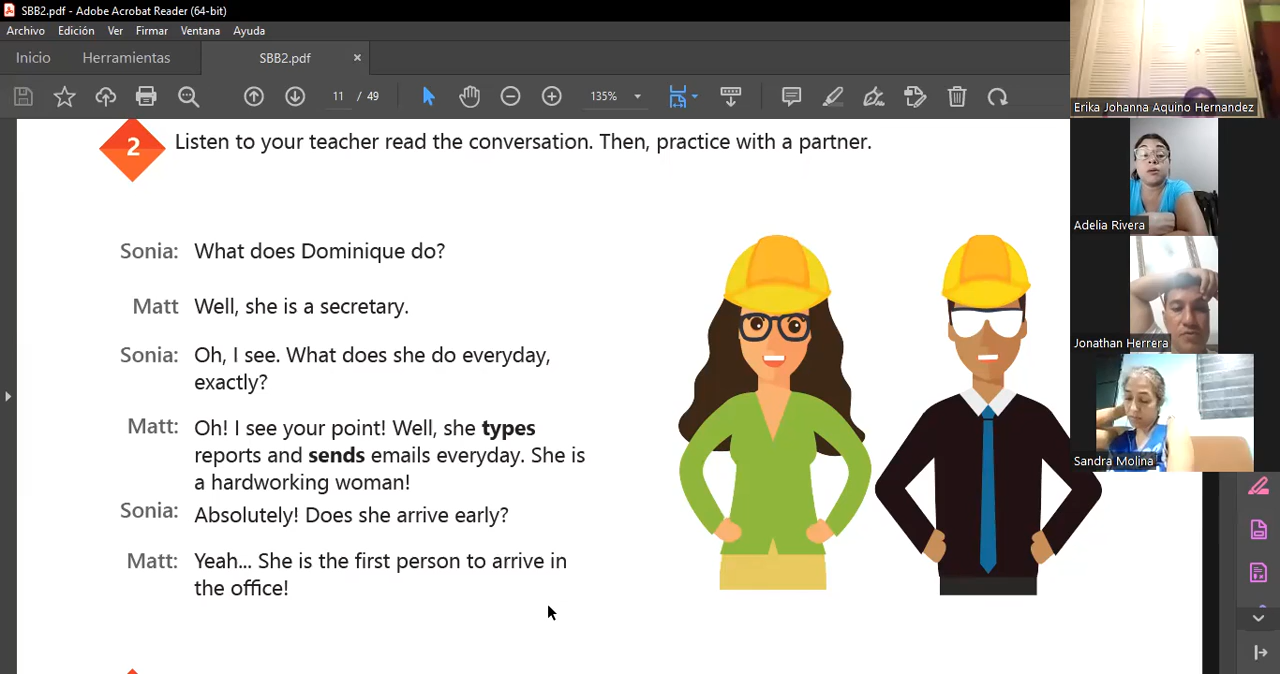 SBB2.pdf - Adobe Acrobat Reader (64-bit)
Archivo Edición Ver Firmar Ventana Ayuda
Inicio Herramientas SBB2.pdf ×
11 / 49 135%
2 Listen to your teacher read the conversation. Then, practice with a partner.
Sonia: What does Dominique do?
Matt Well, she is a secretary.
Sonia: Oh, I see. What does she do everyday,
exactly?
Matt: Oh! I see your point! Well, she types
reports and sends emails everyday. She is
a hardworking woman!
Sonia: Absolutely! Does she arrive early?
Matt: Yeah... She is the first person to arrive in
the office!
Erika Johanna Aquino Hernandez
Adelia Rivera
Jonathan Herrera
Sandra Molina